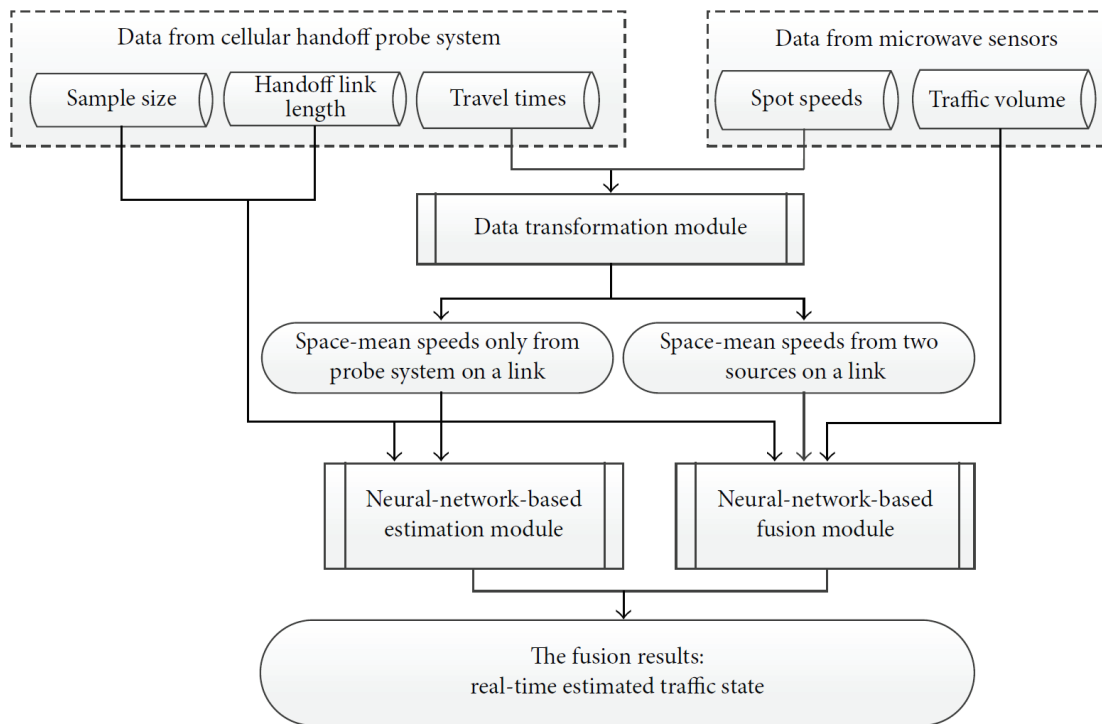 Data from cellular handoff probe system
Data from microwave sensors
Sample size
Handoff link
length
Travel times
Spot speeds
Traffic volume
Data transformation module
Space-mean speeds only from
probe system on a link
Space-mean speeds from two
sources on a link
Neural-network-based
estimation module
Neural-network-based
fusion module
The fusion results:
real-time estimated traffic state